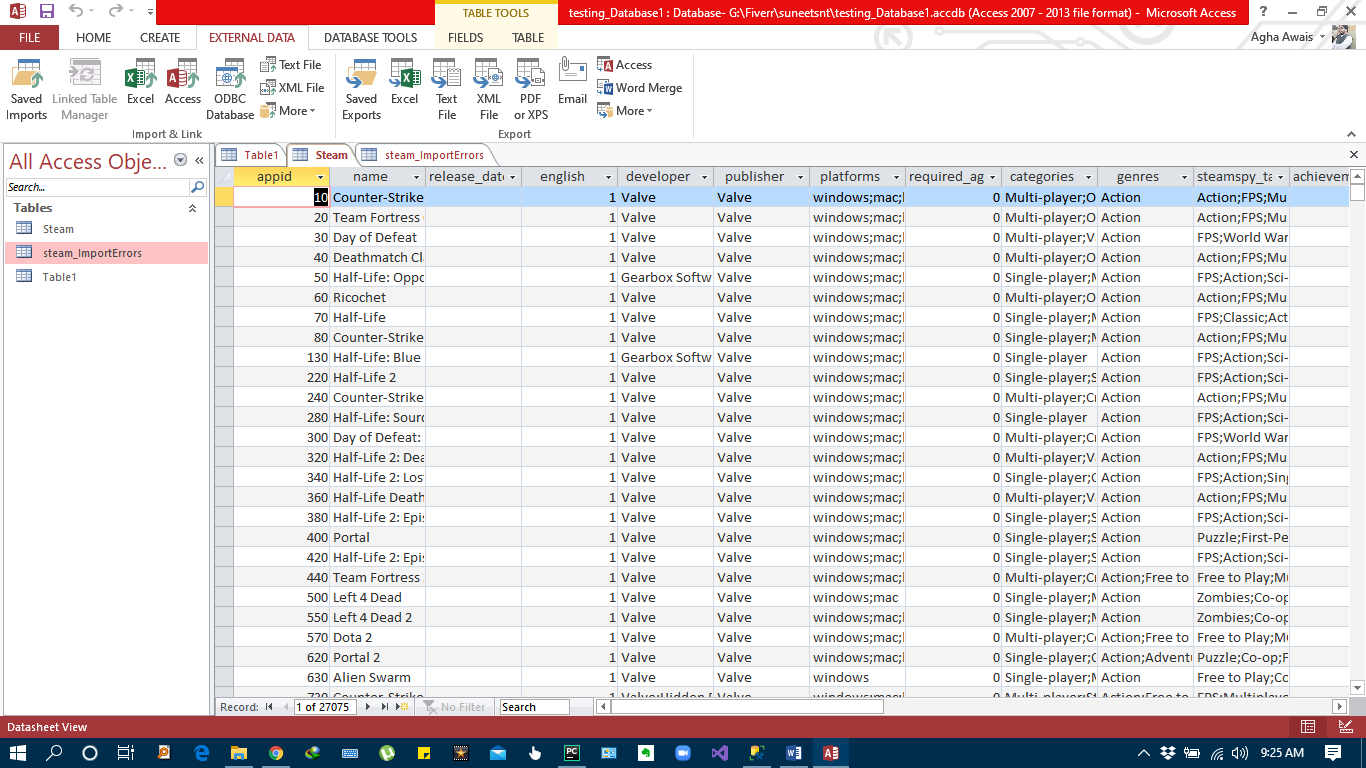 TABLE TOOLS
testing_Database1 : Database- G:\Fiverr\suneetsnt\testing_Database1.accdb (Access 2007 - 2013 file format) - Microsoft Access
FILE HOME CREATE EXTERNAL DATA DATABASE TOOLS FIELDS TABLE Agha Awais
Saved Imports
Linked Table Manager
Excel
Access
ODBC Database
Text File
XML File
More
Import & Link
Saved Exports
Excel
Text File
XML File
PDF or XPS
Email
Access
Word Merge
More
Export
All Access Obje...
Search...
Tables
Steam
steam_ImportErrors
Table1
Table1 Steam steam_ImportErrors
appid name release_date english developer publisher platforms required_ag categories genres steamspy_ta achievem
10 Counter-Strike 1 Valve Valve windows;mac; 0 Multi-player;O Action Action;FPS;Mu
20 Team Fortress 1 Valve Valve windows;mac; 0 Multi-player;O Action Action;FPS;Mu
30 Day of Defeat 1 Valve Valve windows;mac; 0 Multi-player;V Action FPS;World War
40 Deathmatch Cl 1 Valve Valve windows;mac; 0 Multi-player;O Action Action;FPS;Mu
50 Half-Life: Oppo 1 Gearbox Softw Valve windows;mac; 0 Single-player;M Action FPS;Action;Sci-
60 Ricochet 1 Valve Valve windows;mac; 0 Multi-player;O Action Action;FPS;Mu
70 Half-Life 1 Valve Valve windows;mac; 0 Single-player;M Action FPS;Classic;Act
80 Counter-Strike 1 Valve Valve windows;mac; 0 Single-player;M Action Action;FPS;Mu
130 Half-Life: Blue 1 Gearbox Softw Valve windows;mac; 0 Single-player Action FPS;Action;Sci-
220 Half-Life 2 1 Valve Valve windows;mac; 0 Single-player;S Action FPS;Action;Sci-
240 Counter-Strike 1 Valve Valve windows;mac; 0 Multi-player;Cr Action Action;FPS;Mu
280 Half-Life: Sourc 1 Valve Valve windows;mac; 0 Single-player Action FPS;Action;Sci-
300 Day of Defeat: 1 Valve Valve windows;mac; 0 Multi-player;Cr Action FPS;World War
320 Half-Life 2: Dea 1 Valve Valve windows;mac; 0 Multi-player;V Action Action;FPS;Mu
340 Half-Life 2: Los 1 Valve Valve windows;mac; 0 Single-player;C Action FPS;Action;Sing
360 Half-Life Death 1 Valve Valve windows;mac; 0 Multi-player;V Action Action;FPS;Mu
380 Half-Life 2: Epis 1 Valve Valve windows;mac; 0 Single-player;S Action FPS;Action;Sci-
400 Portal 1 Valve Valve windows;mac; 0 Single-player;S Action Puzzle;First-Pe
420 Half-Life 2: Epis 1 Valve Valve windows;mac; 0 Single-player;S Action FPS;Action;Sci-
440 Team Fortress 1 Valve Valve windows;mac; 0 Multi-player;Cr Action;Free to Free to Play;Mu
500 Left 4 Dead 1 Valve Valve windows;mac 0 Single-player;M Action Zombies;Co-op
550 Left 4 Dead 2 1 Valve Valve windows;mac; 0 Single-player;M Action Zombies;Co-op
570 Dota 2 1 Valve Valve windows;mac; 0 Multi-player;Co Action;Free to Free to Play;MO
620 Portal 2 1 Valve Valve windows;mac; 0 Single-player;C Action;Advent Puzzle;Co-op;F
630 Alien Swarm 1 Valve Valve windows 0 Single-player;M Action Free to Play;Co
730 Counter-Strike 1 Valve;Hidden Valve windows;mac; 0 Multi-player;St Action;Free to FPS;Multiplaye
Record: 1 of 27075 No Filter Search
Datasheet View
9:25 AM